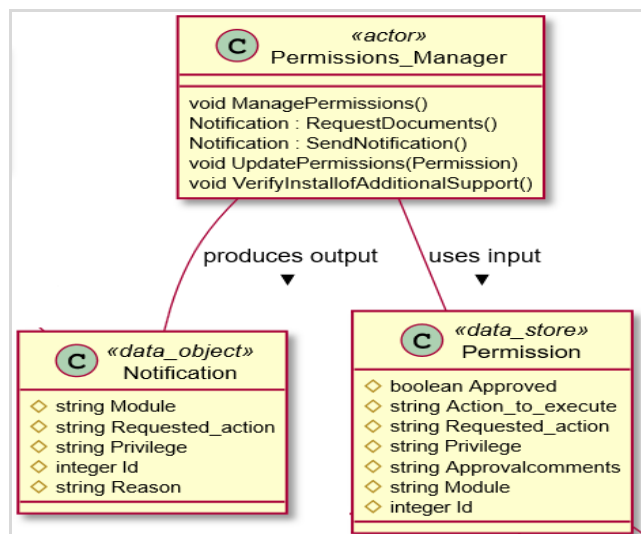 C
«actor»
Permissions_Manager
void ManagePermissions()
Notification : RequestDocuments()
Notification : SendNotification()
void UpdatePermissions(Permission)
void VerifyInstallofAdditionalSupport()
produces output
uses input
C
«data_object»
Notification
string Module
string Requested_action
string Privilege
integer Id
string Reason
C
«data_store»
Permission
boolean Approved
string Action_to_execute
string Requested_action
string Privilege
string Approvalcomments
string Module
integer Id